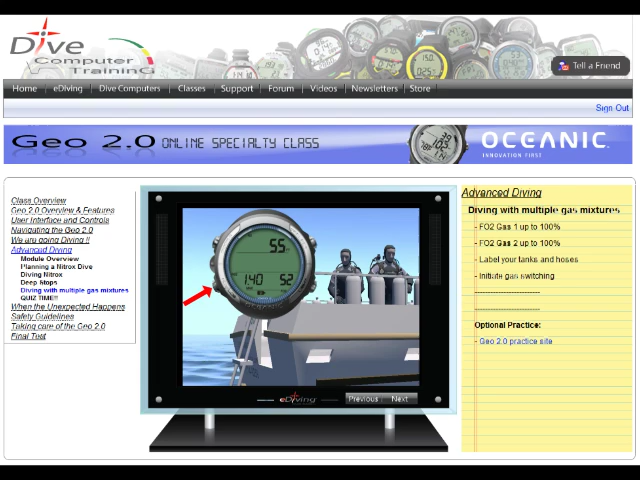 Dive
Computer
Training
Tell a Friend
Home eDiving Dive Computers Classes Support Forum Videos Newsletters Store
Sign Out
Geo 2.0 ONLINE SPECIALTY CLASS
OCEANIC
INNOVATION FIRST
Class Overview
Geo 2.0 Overview & Features
User Interface and Controls
Navigating the Geo 2.0
We are going Diving !!
Advanced Diving
Module Overview
Planning a Nitrox Dive
Diving Nitrox
Deep Stops
Diving with multiple gas mixtures
QUIZ TIME!!
When the Unexpected Happens
Safety Guidelines
Taking care of the Geo 2.0
Final Test
55
1.40 52
eDiving
Previous Next
Advanced Diving
Diving with multiple gas mixtures
- FO2 Gas 1 up to 100%
- FO2 Gas 2 up to 100%
- Label your tanks and hoses
- Initiate gas switching
------------------------
------------------------
Optional Practice:
- Geo 2.0 practice site